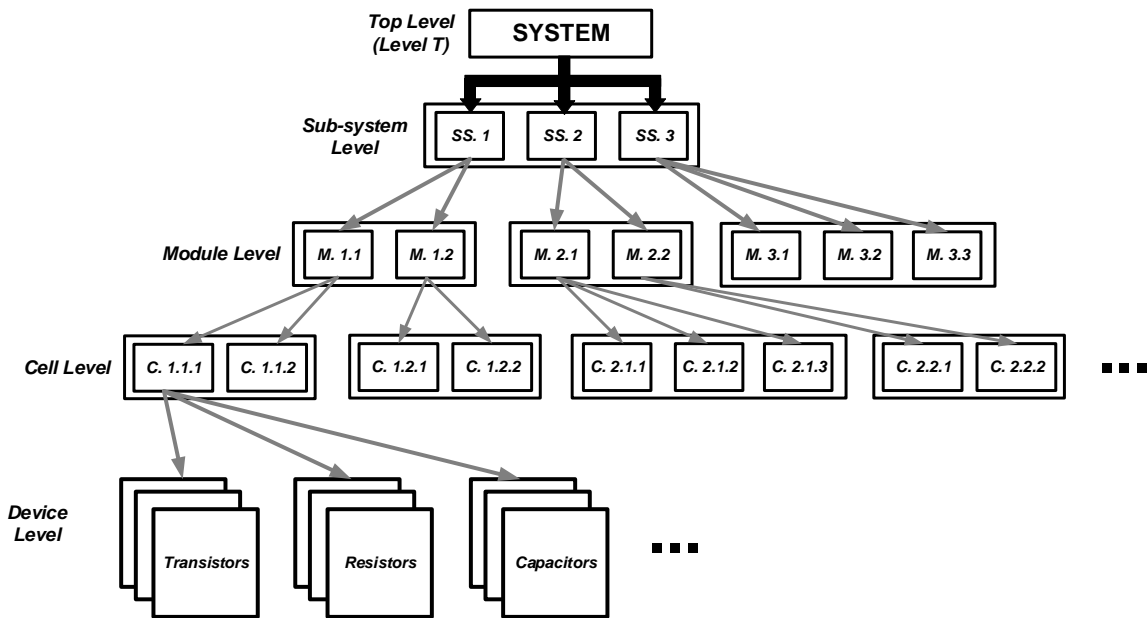 Top Level
(Level T)
SYSTEM
Sub-system
Level
SS. 1
SS. 2
SS. 3
Module Level
M. 1.1
M. 1.2
M. 2.1
M. 2.2
M. 3.1
M. 3.2
M. 3.3
Cell Level
C. 1.1.1
C. 1.1.2
C. 1.2.1
C. 1.2.2
C. 2.1.1
C. 2.1.2
C. 2.1.3
C. 2.2.1
C. 2.2.2
Device
Level
Transistors
Resistors
Capacitors